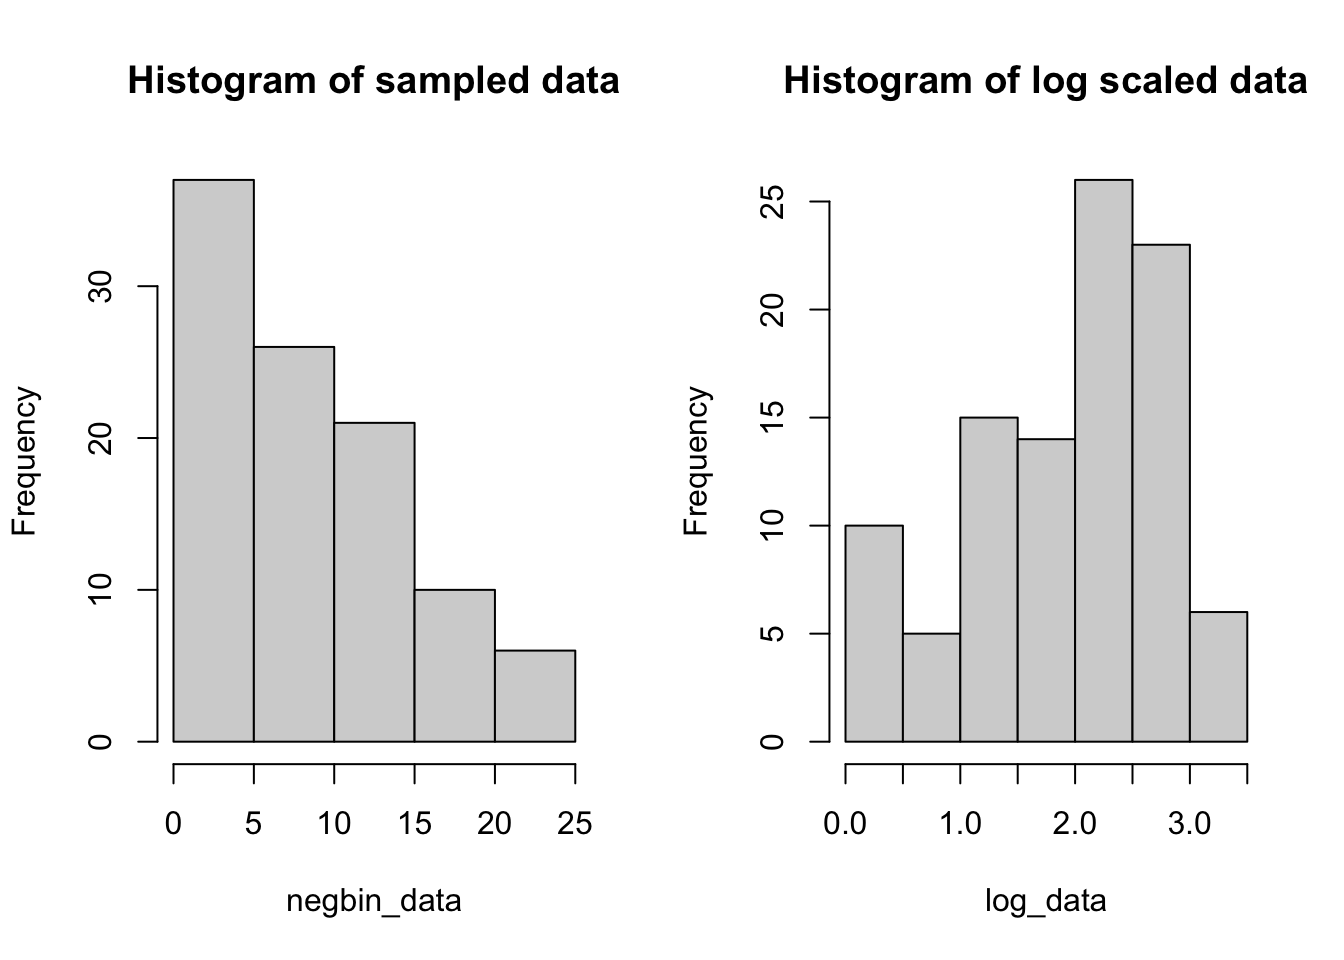 Histogram of sampled data
Frequency
30
20
10
0
0 5 10 15 20 25
negbin_data
Histogram of log scaled data
Frequency
25
20
15
10
5
0
0.0 1.0 2.0 3.0
log_data